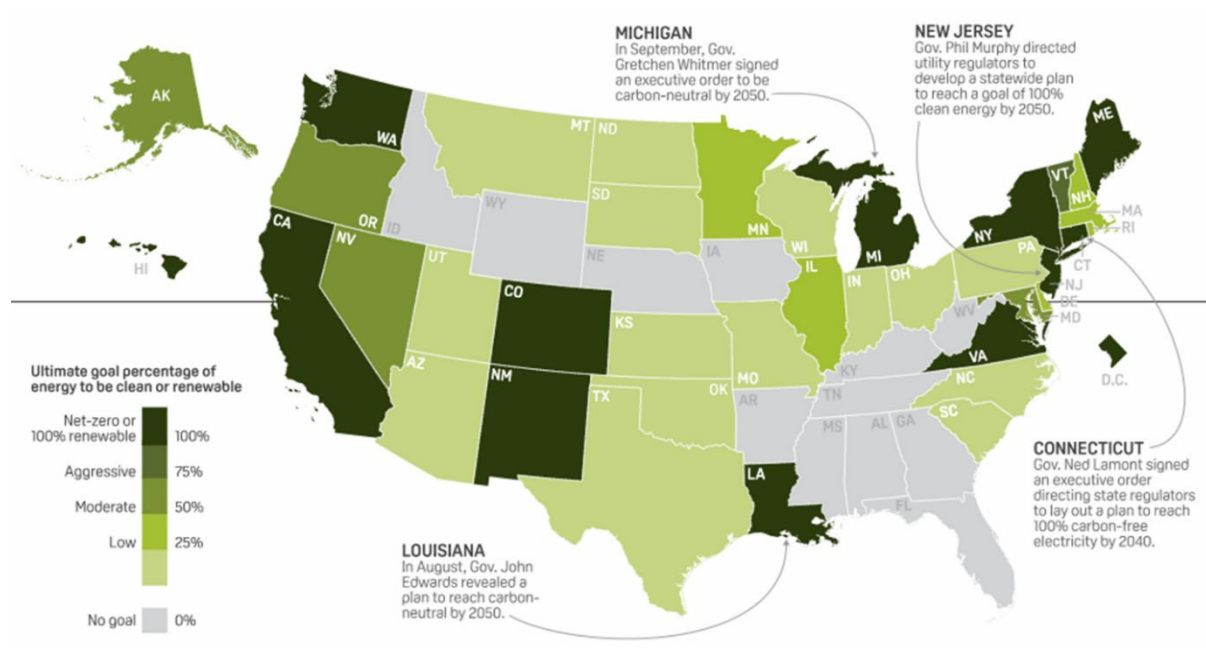 MICHIGAN
In September, Gov.
Gretchen Whitmer signed
an executive order to be
carbon-neutral by 2050.
NEW JERSEY
Gov. Phil Murphy directed
utility regulators to
develop a statewide plan
to reach a goal of 100%
clean energy by 2050.
AK
WA
MT
ND
ME
VT
NH
SD
MN
WI
OR
ID
WY
MA
RI
CA
NV
NE
IA
MI
NY
PA
CT
HI
UT
IL
IN
OH
NJ
DE
MD
CO
KS
WV
VA
D.C.
AZ
NM
OK
MO
KY
NC
TX
AR
TN
SC
MS
AL
GA
LA
FL
Ultimate goal percentage of
energy to be clean or renewable
Net-zero or
100% renewable
100%
Aggressive
75%
Moderate
50%
Low
25%
No goal
0%
LOUISIANA
In August, Gov. John
Edwards revealed a
plan to reach carbon-
neutral by 2050.
CONNECTICUT
Gov. Ned Lamont signed
an executive order
directing state regulators
to lay out a plan to reach
100% carbon-free
electricity by 2040.